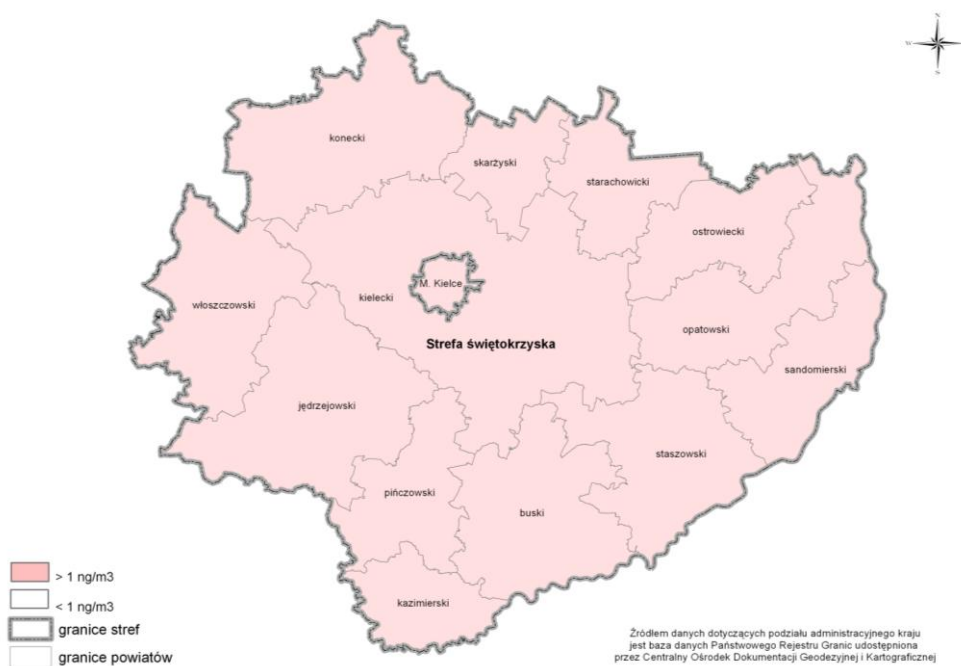 N
W
E
S
konecki
skarżyski
starachowicki
ostrowiecki
M. Kielce
kielecki
włoszczowski
opatowski
Strefa świętokrzyska
sandomierski
jędrzejowski
staszowski
pińczowski
buski
kazimierski
> 1 ng/m3
< 1 ng/m3
granice stref
granice powiatów
Źródłem danych dotyczących podziału administracyjnego kraju
jest baza danych Państwowego Rejestru Granic udostępniona
przez Centralny Ośrodek Dokumentacji Geodezyjnej i Kartograficznej